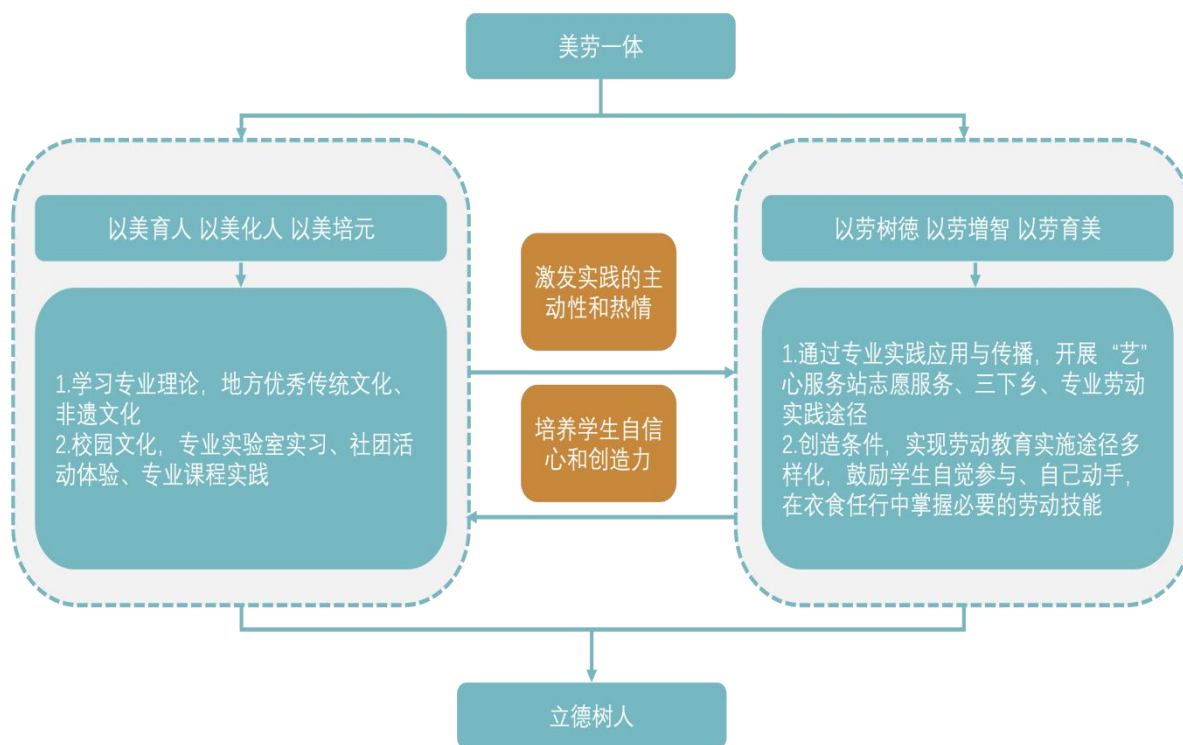 美劳一体
以美育人 以美化人 以美培元
1.学习专业理论，地方优秀传统文化、
非遗文化
2.校园文化，专业实验室实习、社团活
动体验、专业课程实践
激发实践的主
动性和热情
培养学生自信
心和创造力
以劳树德 以劳增智 以劳育美
1.通过专业实践应用与传播，开展“艺”
心服务站志愿服务、三下乡、专业劳动
实践途径
2.创造条件，实现劳动教育实施途径多
样化，鼓励学生自觉参与、自己动手，
在衣食任行中掌握必要的劳动技能
立德树人